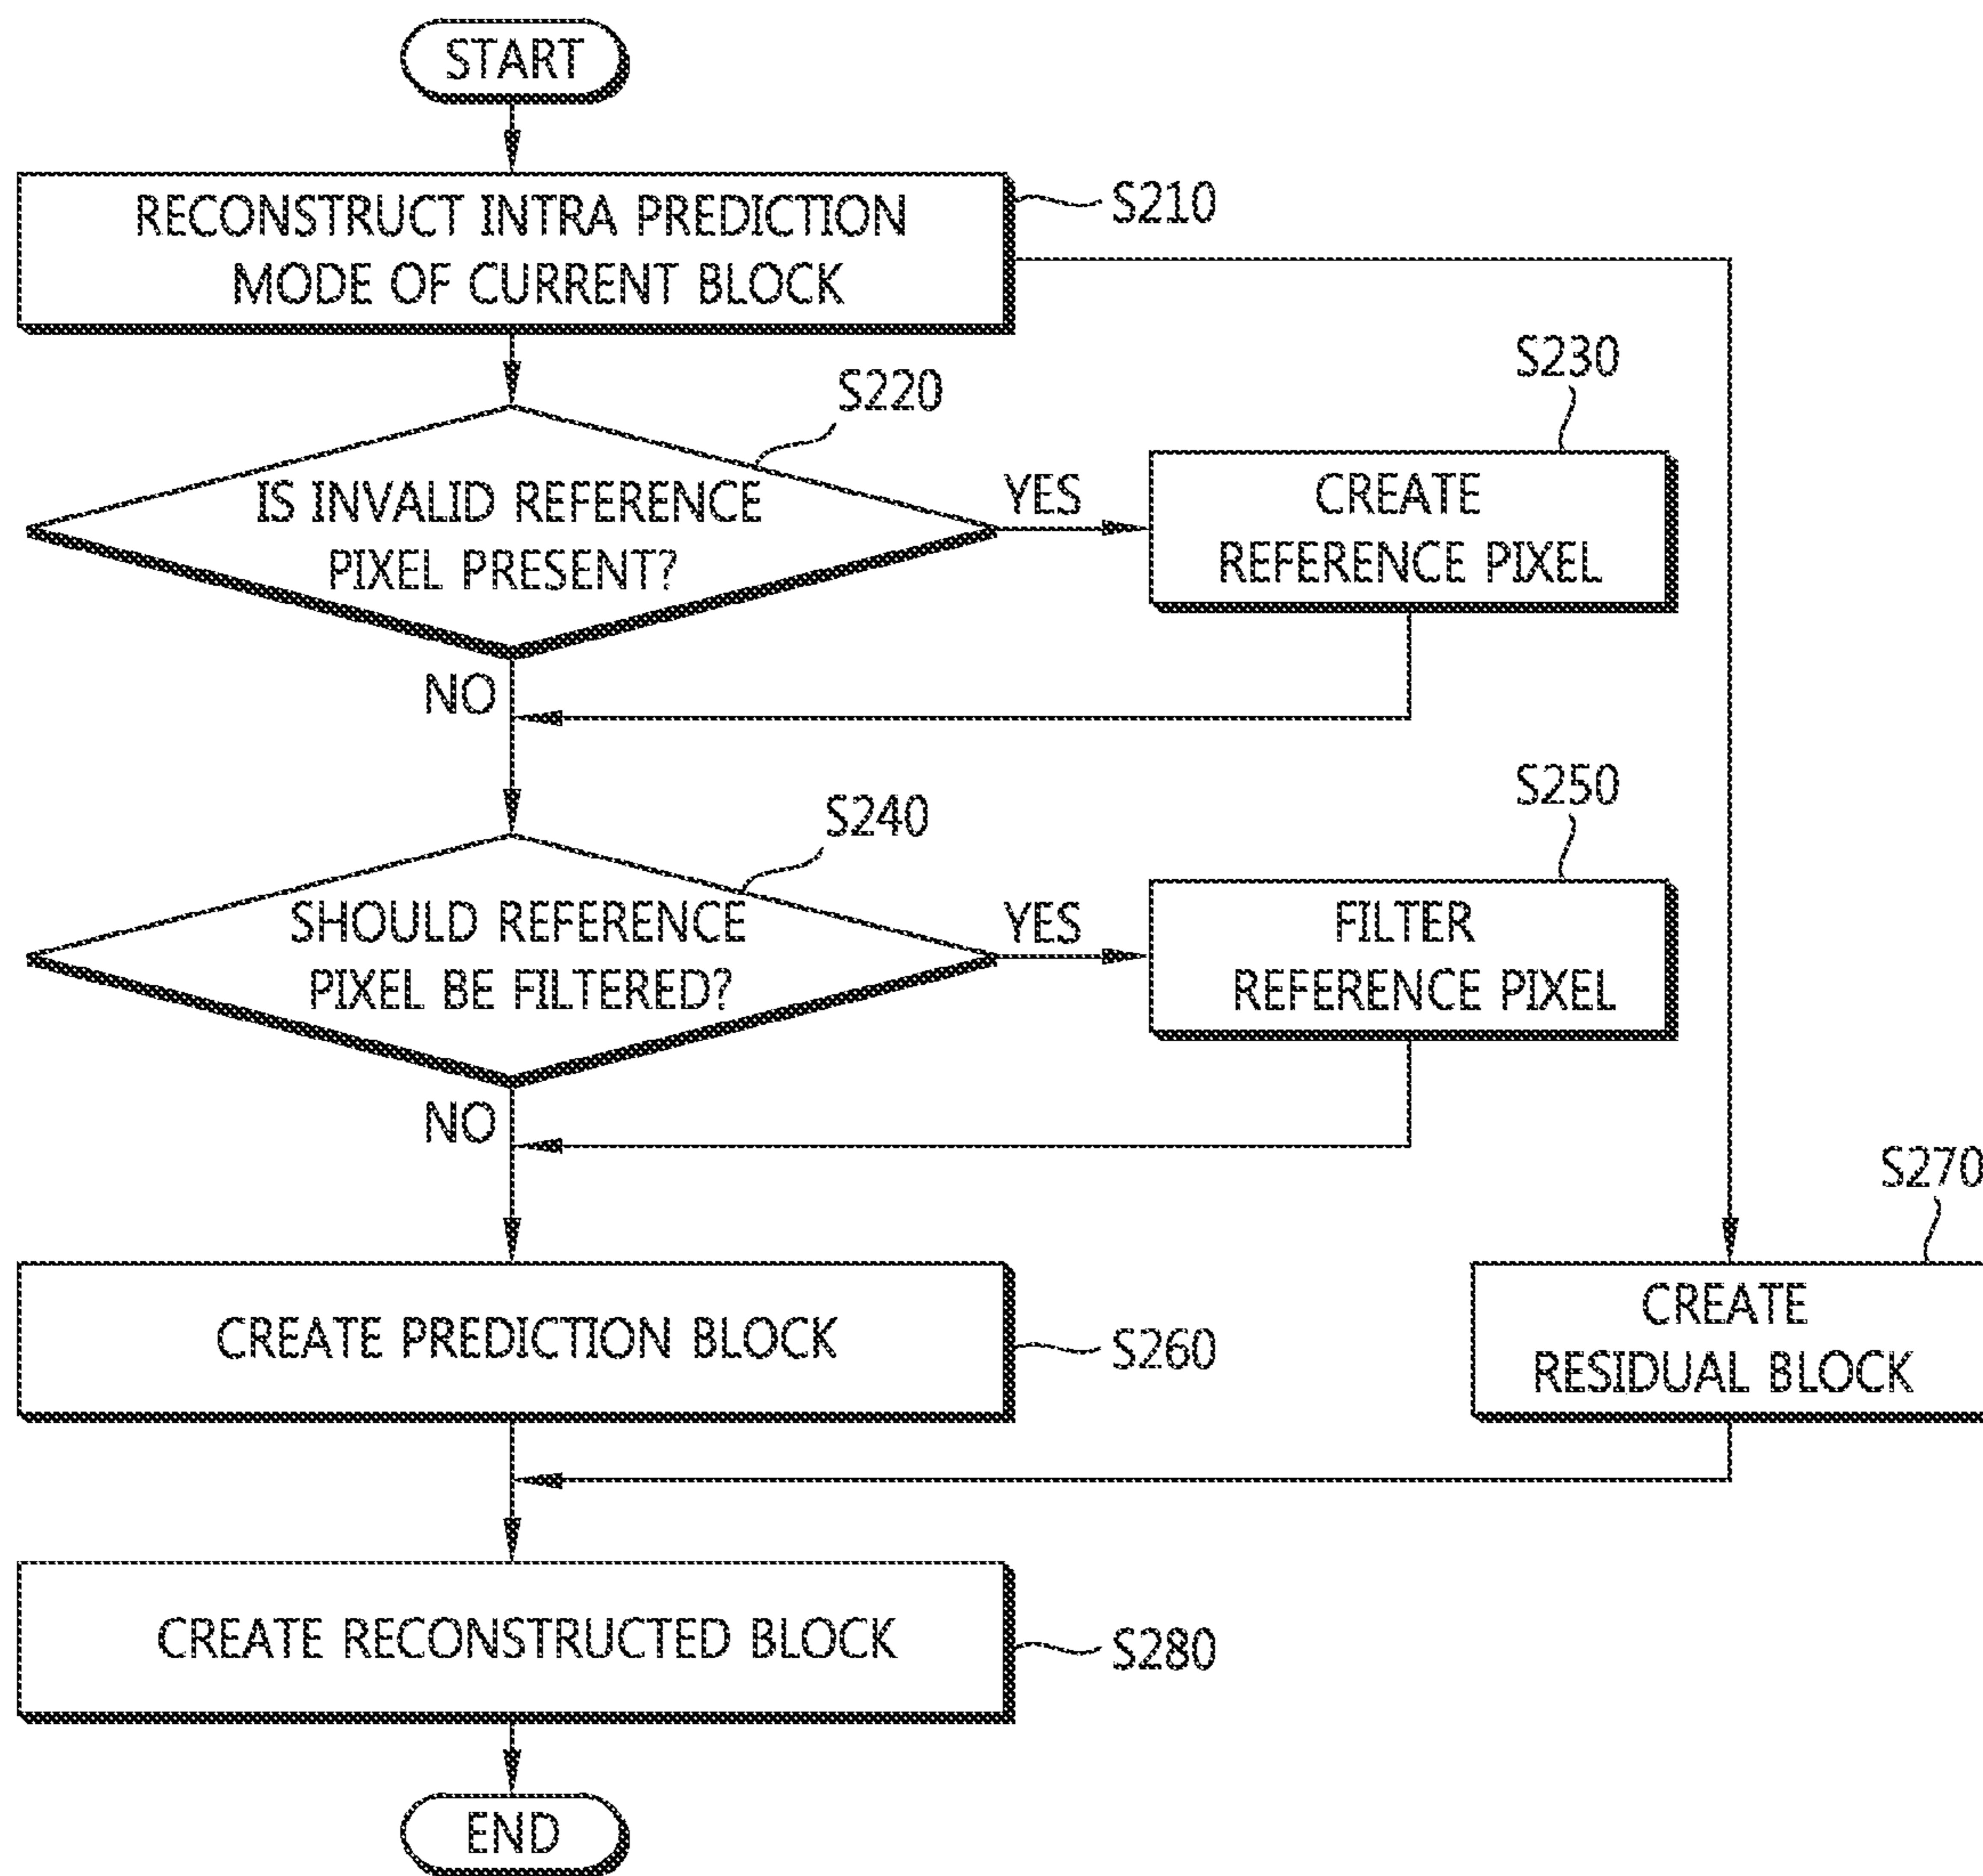 START
RECONSTRUCT INTRA PREDICTION
MODE OF CURRENT BLOCK
S210
S220
IS INVALID REFERENCE
PIXEL PRESENT?
YES
S230
CREATE
REFERENCE PIXEL
NO
S240
SHOULD REFERENCE
PIXEL BE FILTERED?
YES
S250
FILTER
REFERENCE PIXEL
NO
CREATE PREDICTION BLOCK
S260
S270
CREATE
RESIDUAL BLOCK
CREATE RECONSTRUCTED BLOCK
S280
END